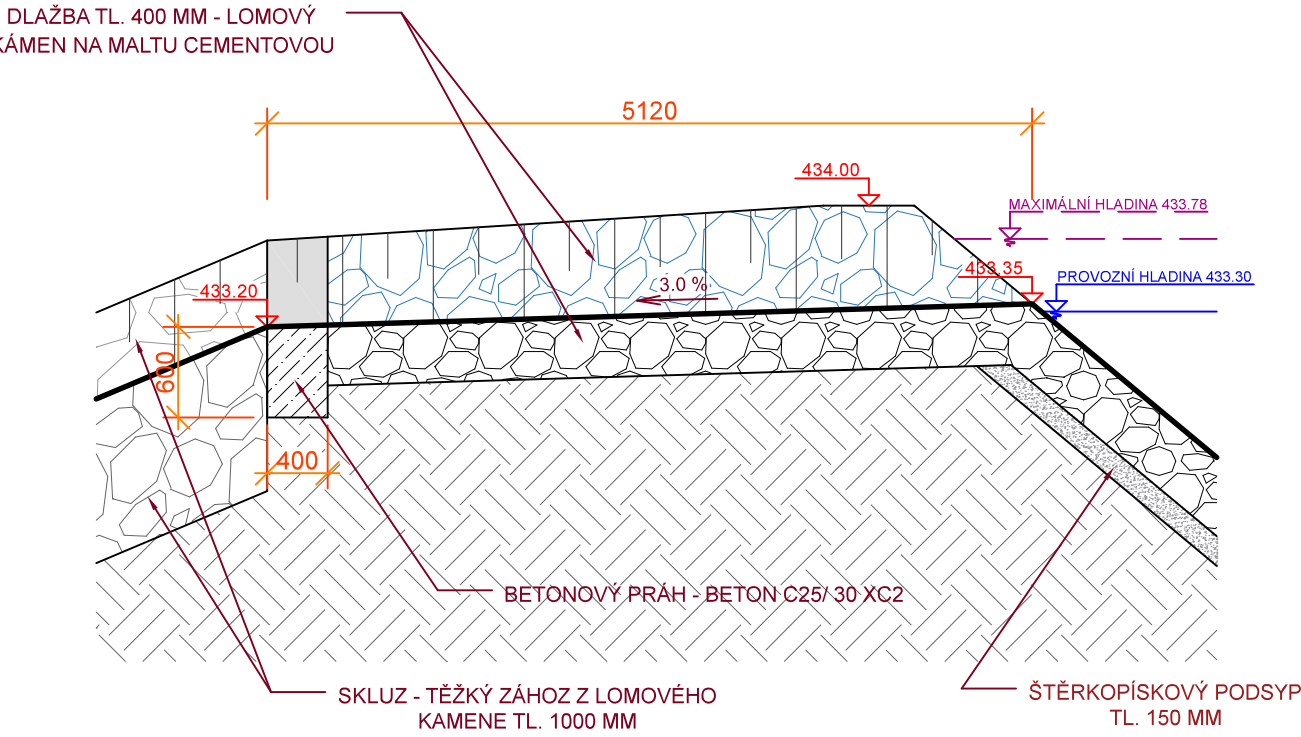 DLAŽBA TL. 400 MM - LOMOVÝ
KÁMEN NA MALTU CEMENTOVOU
5120
434.00
MAXIMÁLNÍ HLADINA 433.78
433.35
PROVOZNÍ HLADINA 433.30
3.0 %
433.20
600
400
BETONOVÝ PRÁH - BETON C25/ 30 XC2
SKLUZ - TĚŽKÝ ZÁHOZ Z LOMOVÉHO
KAMENE TL. 1000 MM
ŠTĚRKOPÍSKOVÝ PODSYP
TL. 150 MM